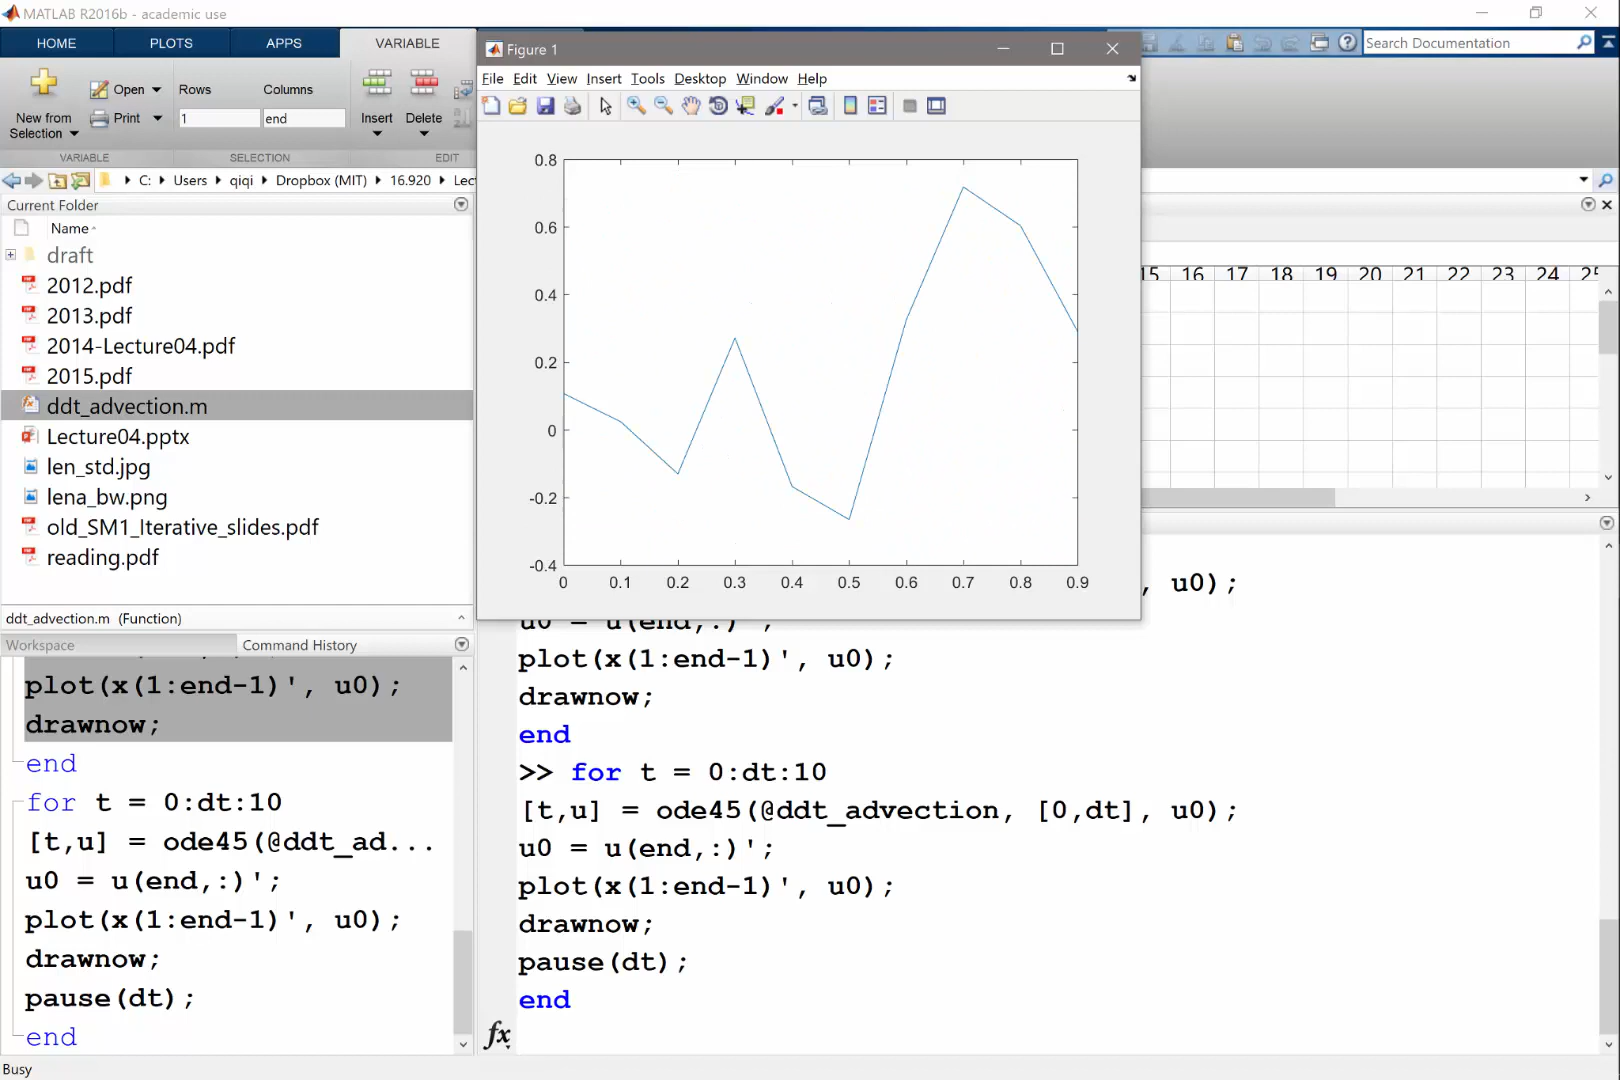 MATLAB R2016b - academic use
HOME PLOTS APPS VARIABLE
Search Documentation
New from Selection
Open
Print
Rows Columns
1 end
Insert Delete
VARIABLE SELECTION EDIT
C: Users qiqi Dropbox (MIT) 16.920 Lec
Current Folder
Name
draft
2012.pdf
2013.pdf
2014-Lecture04.pdf
2015.pdf
ddt_advection.m
Lecture04.pptx
len_std.jpg
lena_bw.png
old_SM1_Iterative_slides.pdf
reading.pdf
ddt_advection.m (Function)
Workspace Command History
plot(x(1:end-1)', u0);
drawnow;
end
for t = 0:dt:10
[t,u] = ode45(@ddt_ad...
u0 = u(end,:)';
plot(x(1:end-1)', u0);
drawnow;
pause(dt);
end
Busy
Figure 1
File Edit View Insert Tools Desktop Window Help
0.8
0.6
0.4
0.2
0
-0.2
-0.4
0 0.1 0.2 0.3 0.4 0.5 0.6 0.7 0.8 0.9
15 16 17 18 19 20 21 22 23 24 25
, u0);
u0 = u(end,:)';
plot(x(1:end-1)', u0);
drawnow;
end
>> for t = 0:dt:10
[t,u] = ode45(@ddt_advection, [0,dt], u0);
u0 = u(end,:)';
plot(x(1:end-1)', u0);
drawnow;
pause(dt);
end
fx